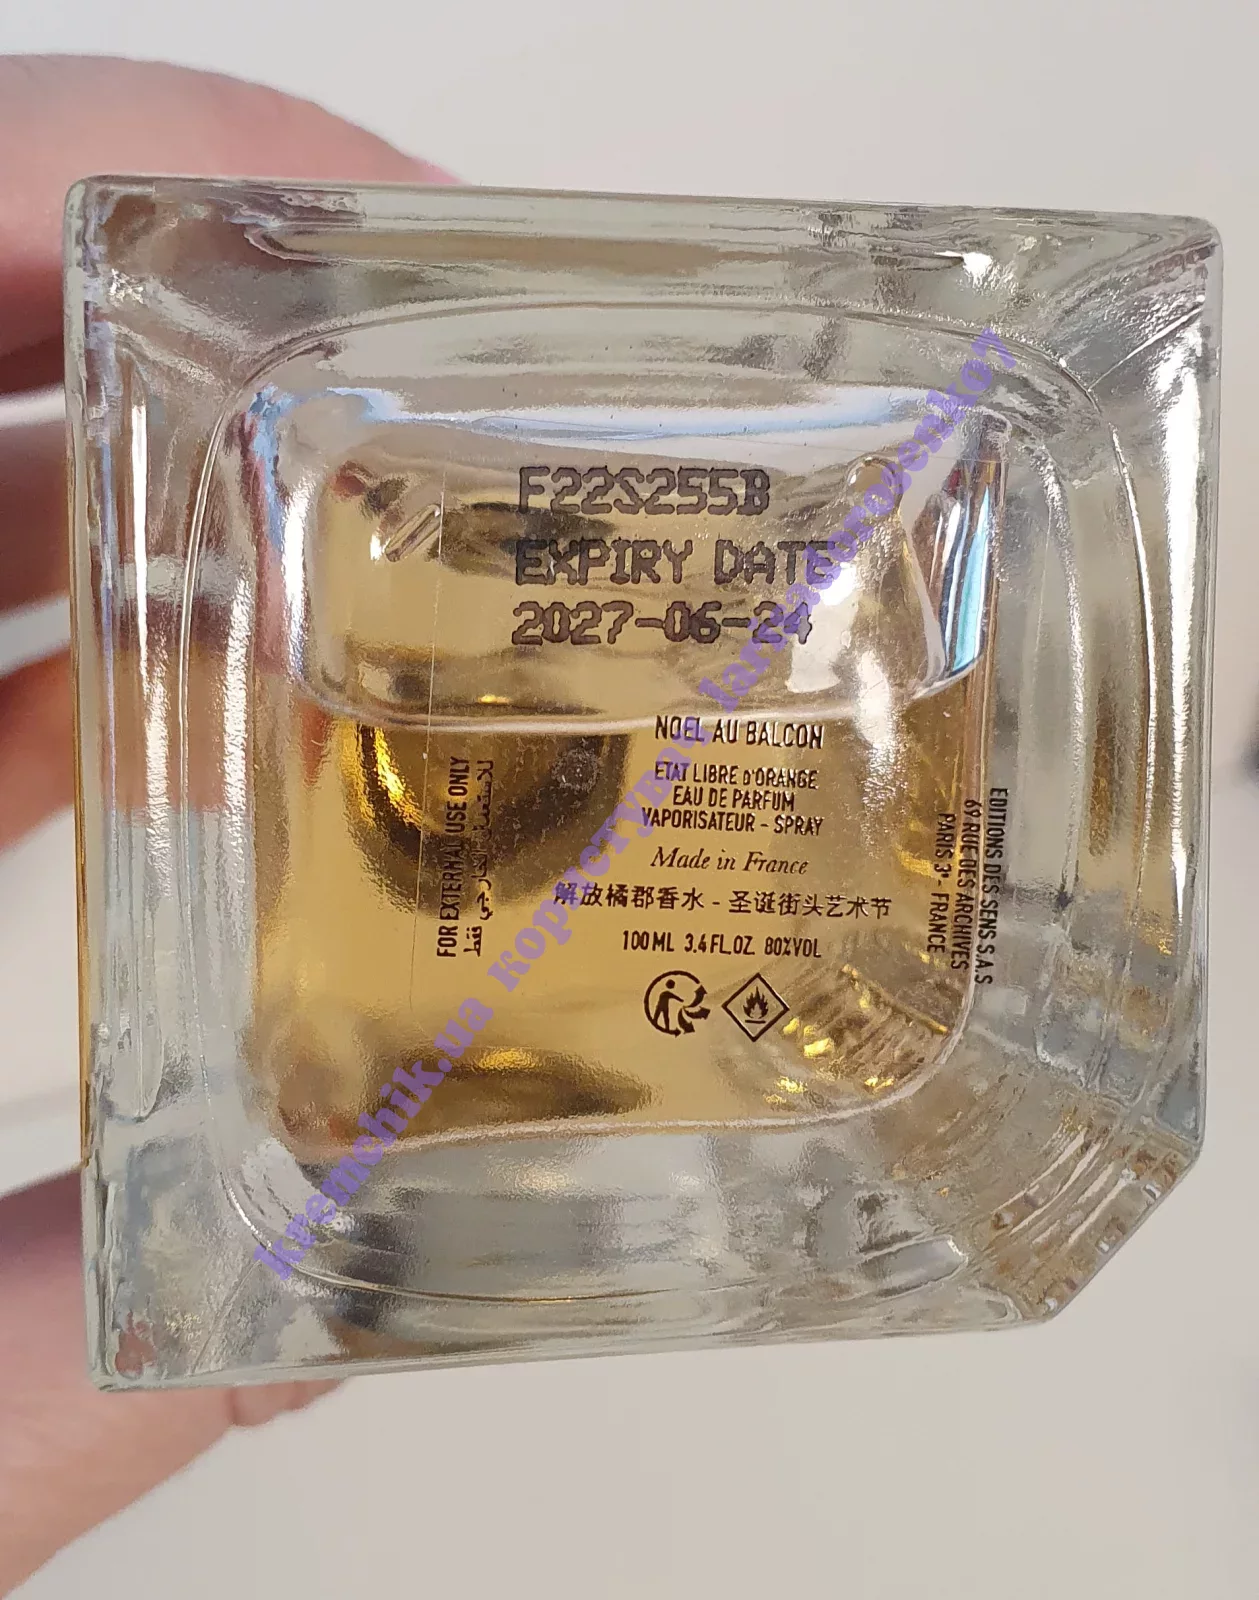 F22S255B
EXPIRY DATE
2027-06-24
NOEL AU BALCON
ETAT LIBRE D'ORANGE
EAU DE PARFUM
VAPORISATEUR - SPRAY
Made in France
解放橘郡香水 - 圣诞街头艺术节
100 ML 3.4 FL.OZ. 80%VOL
FOR EXTERNAL USE ONLY
للاستعمال الخارجي فقط
EDITIONS DES SENS S.A.S
69 RUE DES ARCHIVES
PARIS 3e - FRANCE
kremchik.ua користувач larisadorozenko7